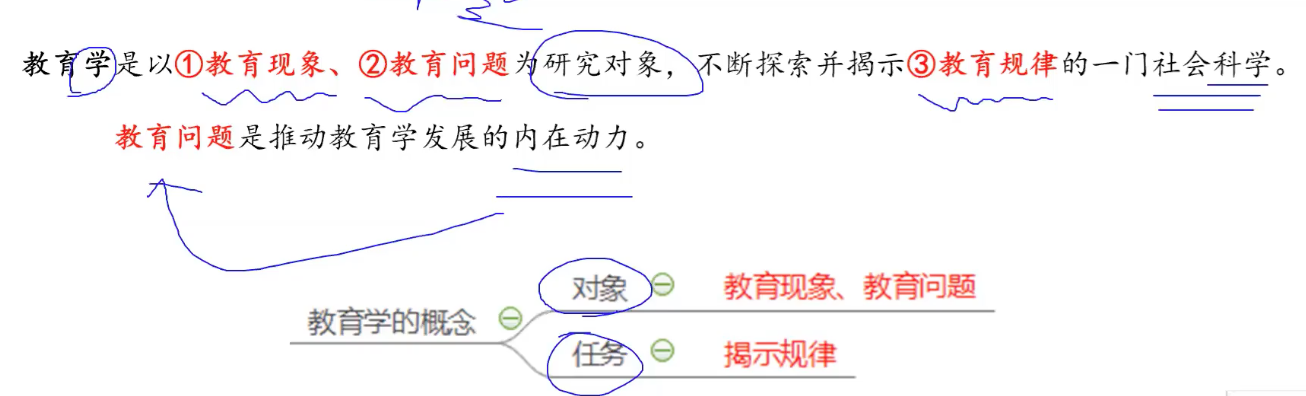 教育学是以①教育现象、②教育问题为研究对象，不断探索并揭示③教育规律的一门社会科学。
教育问题是推动教育学发展的内在动力。
对象 教育现象、教育问题
教育学的概念
任务 揭示规律